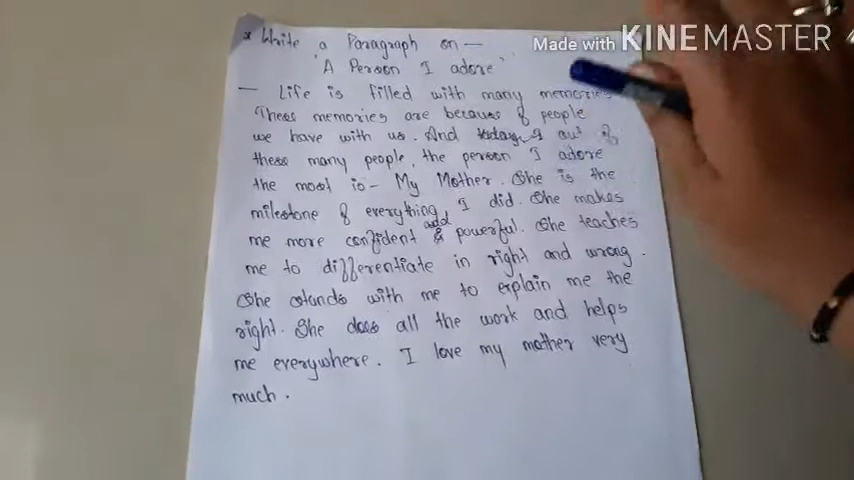 * Write a Paragraph on —
'A Person I adore'
Made with KINEMASTER
— Life is filled with many memories
These memories are because of people
we have with us. And today, I out of
these many people, the person I adore
the most is – My Mother. She is the
milestone of everything I did. She makes
me more confident and powerful. She teaches
me to differentiate in right and wrong.
She stands with me to explain me the
right. She does all the work and helps
me everywhere. I love my mother very
much.